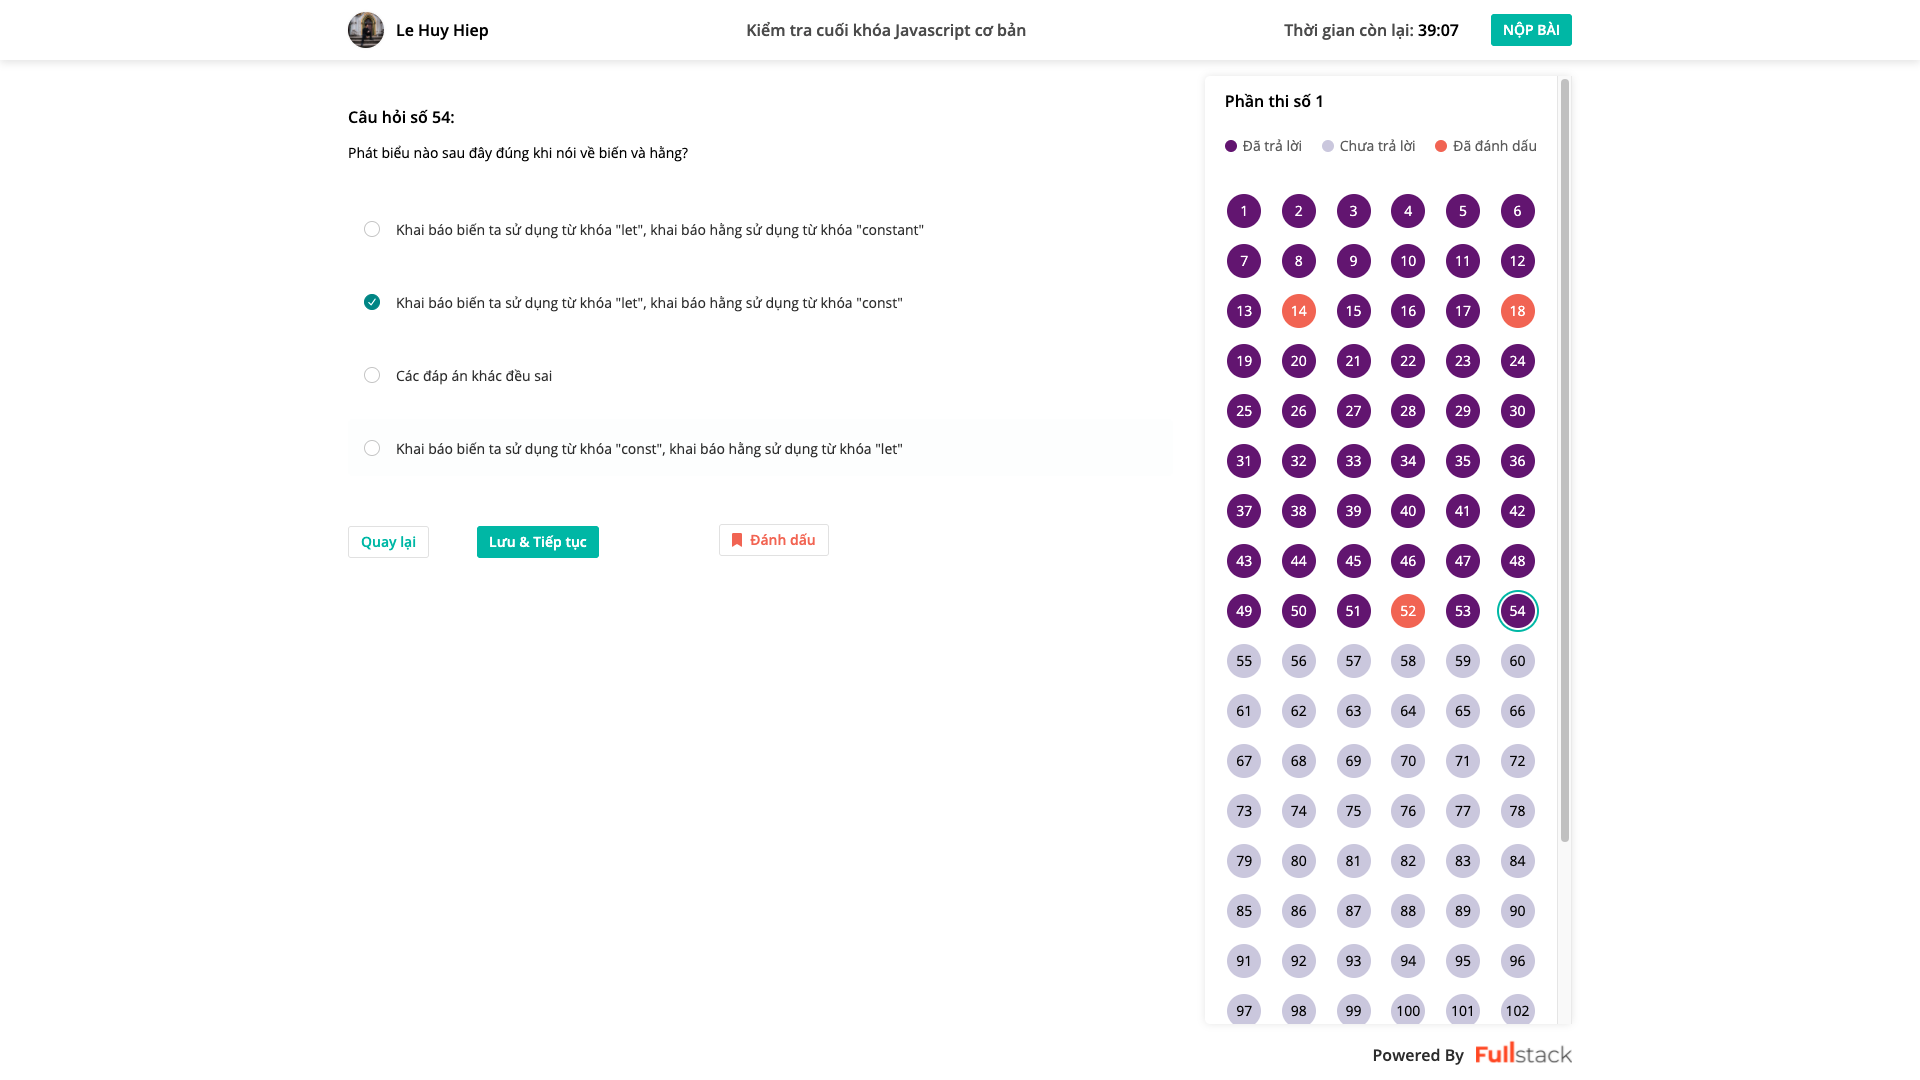 Le Huy Hiep
Kiểm tra cuối khóa Javascript cơ bản
Thời gian còn lại: 39:07
NỘP BÀI
Câu hỏi số 54:
Phát biểu nào sau đây đúng khi nói về biến và hằng?
Khai báo biến ta sử dụng từ khóa "let", khai báo hằng sử dụng từ khóa "constant"
Khai báo biến ta sử dụng từ khóa "let", khai báo hằng sử dụng từ khóa "const"
Các đáp án khác đều sai
Khai báo biến ta sử dụng từ khóa "const", khai báo hằng sử dụng từ khóa "let"
Quay lại
Lưu & Tiếp tục
Đánh dấu
Phần thi số 1
Đã trả lời Chưa trả lời Đã đánh dấu
1 2 3 4 5 6
7 8 9 10 11 12
13 14 15 16 17 18
19 20 21 22 23 24
25 26 27 28 29 30
31 32 33 34 35 36
37 38 39 40 41 42
43 44 45 46 47 48
49 50 51 52 53 54
55 56 57 58 59 60
61 62 63 64 65 66
67 68 69 70 71 72
73 74 75 76 77 78
79 80 81 82 83 84
85 86 87 88 89 90
91 92 93 94 95 96
97 98 99 100 101 102
Powered By Fullstack